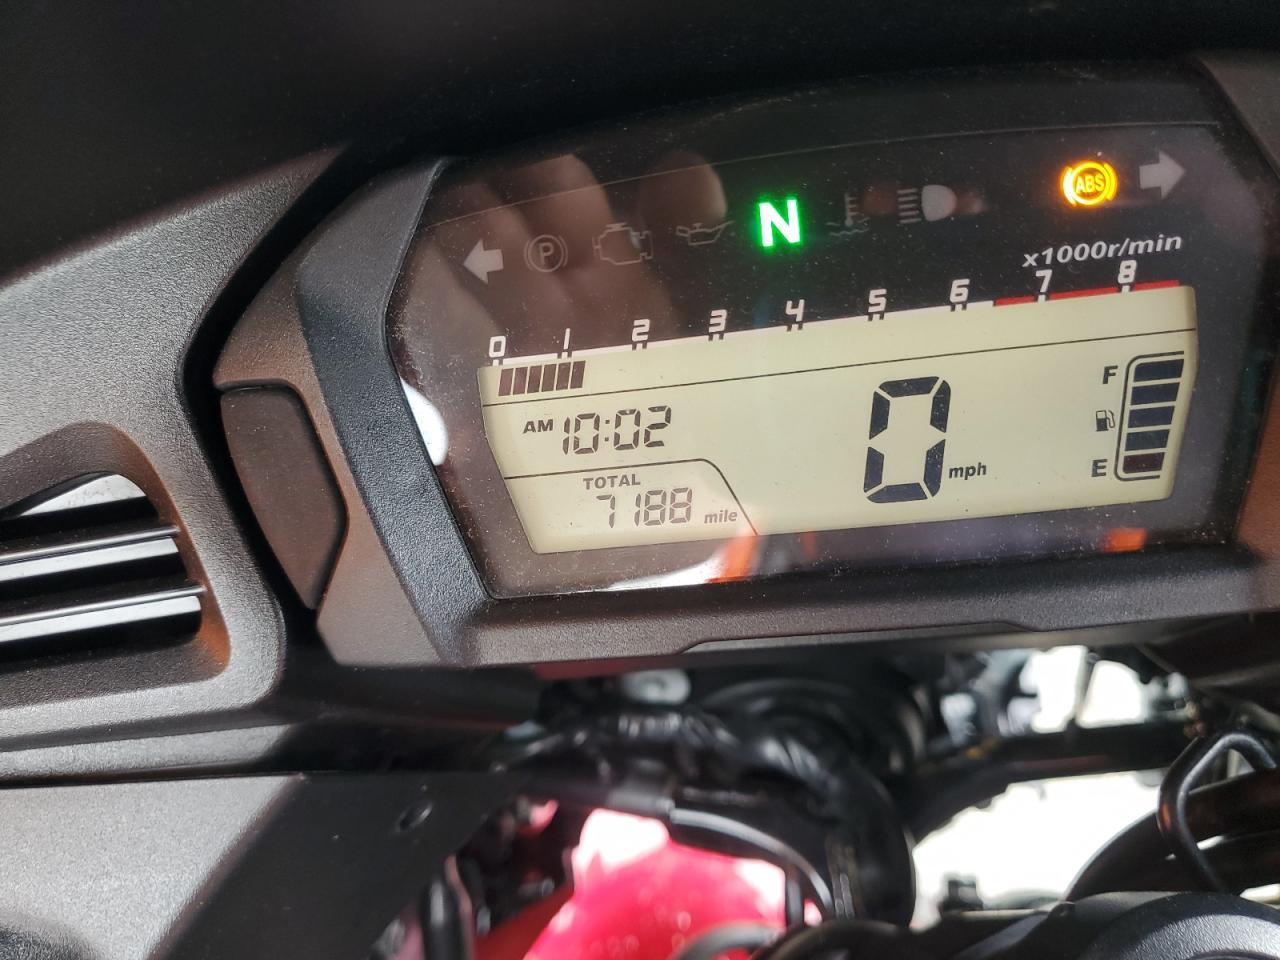 P
N
ABS
x1000r/min
0 1 2 3 4 5 6 7 8
AM 10:02
TOTAL
7188 mile
0 mph
F
E